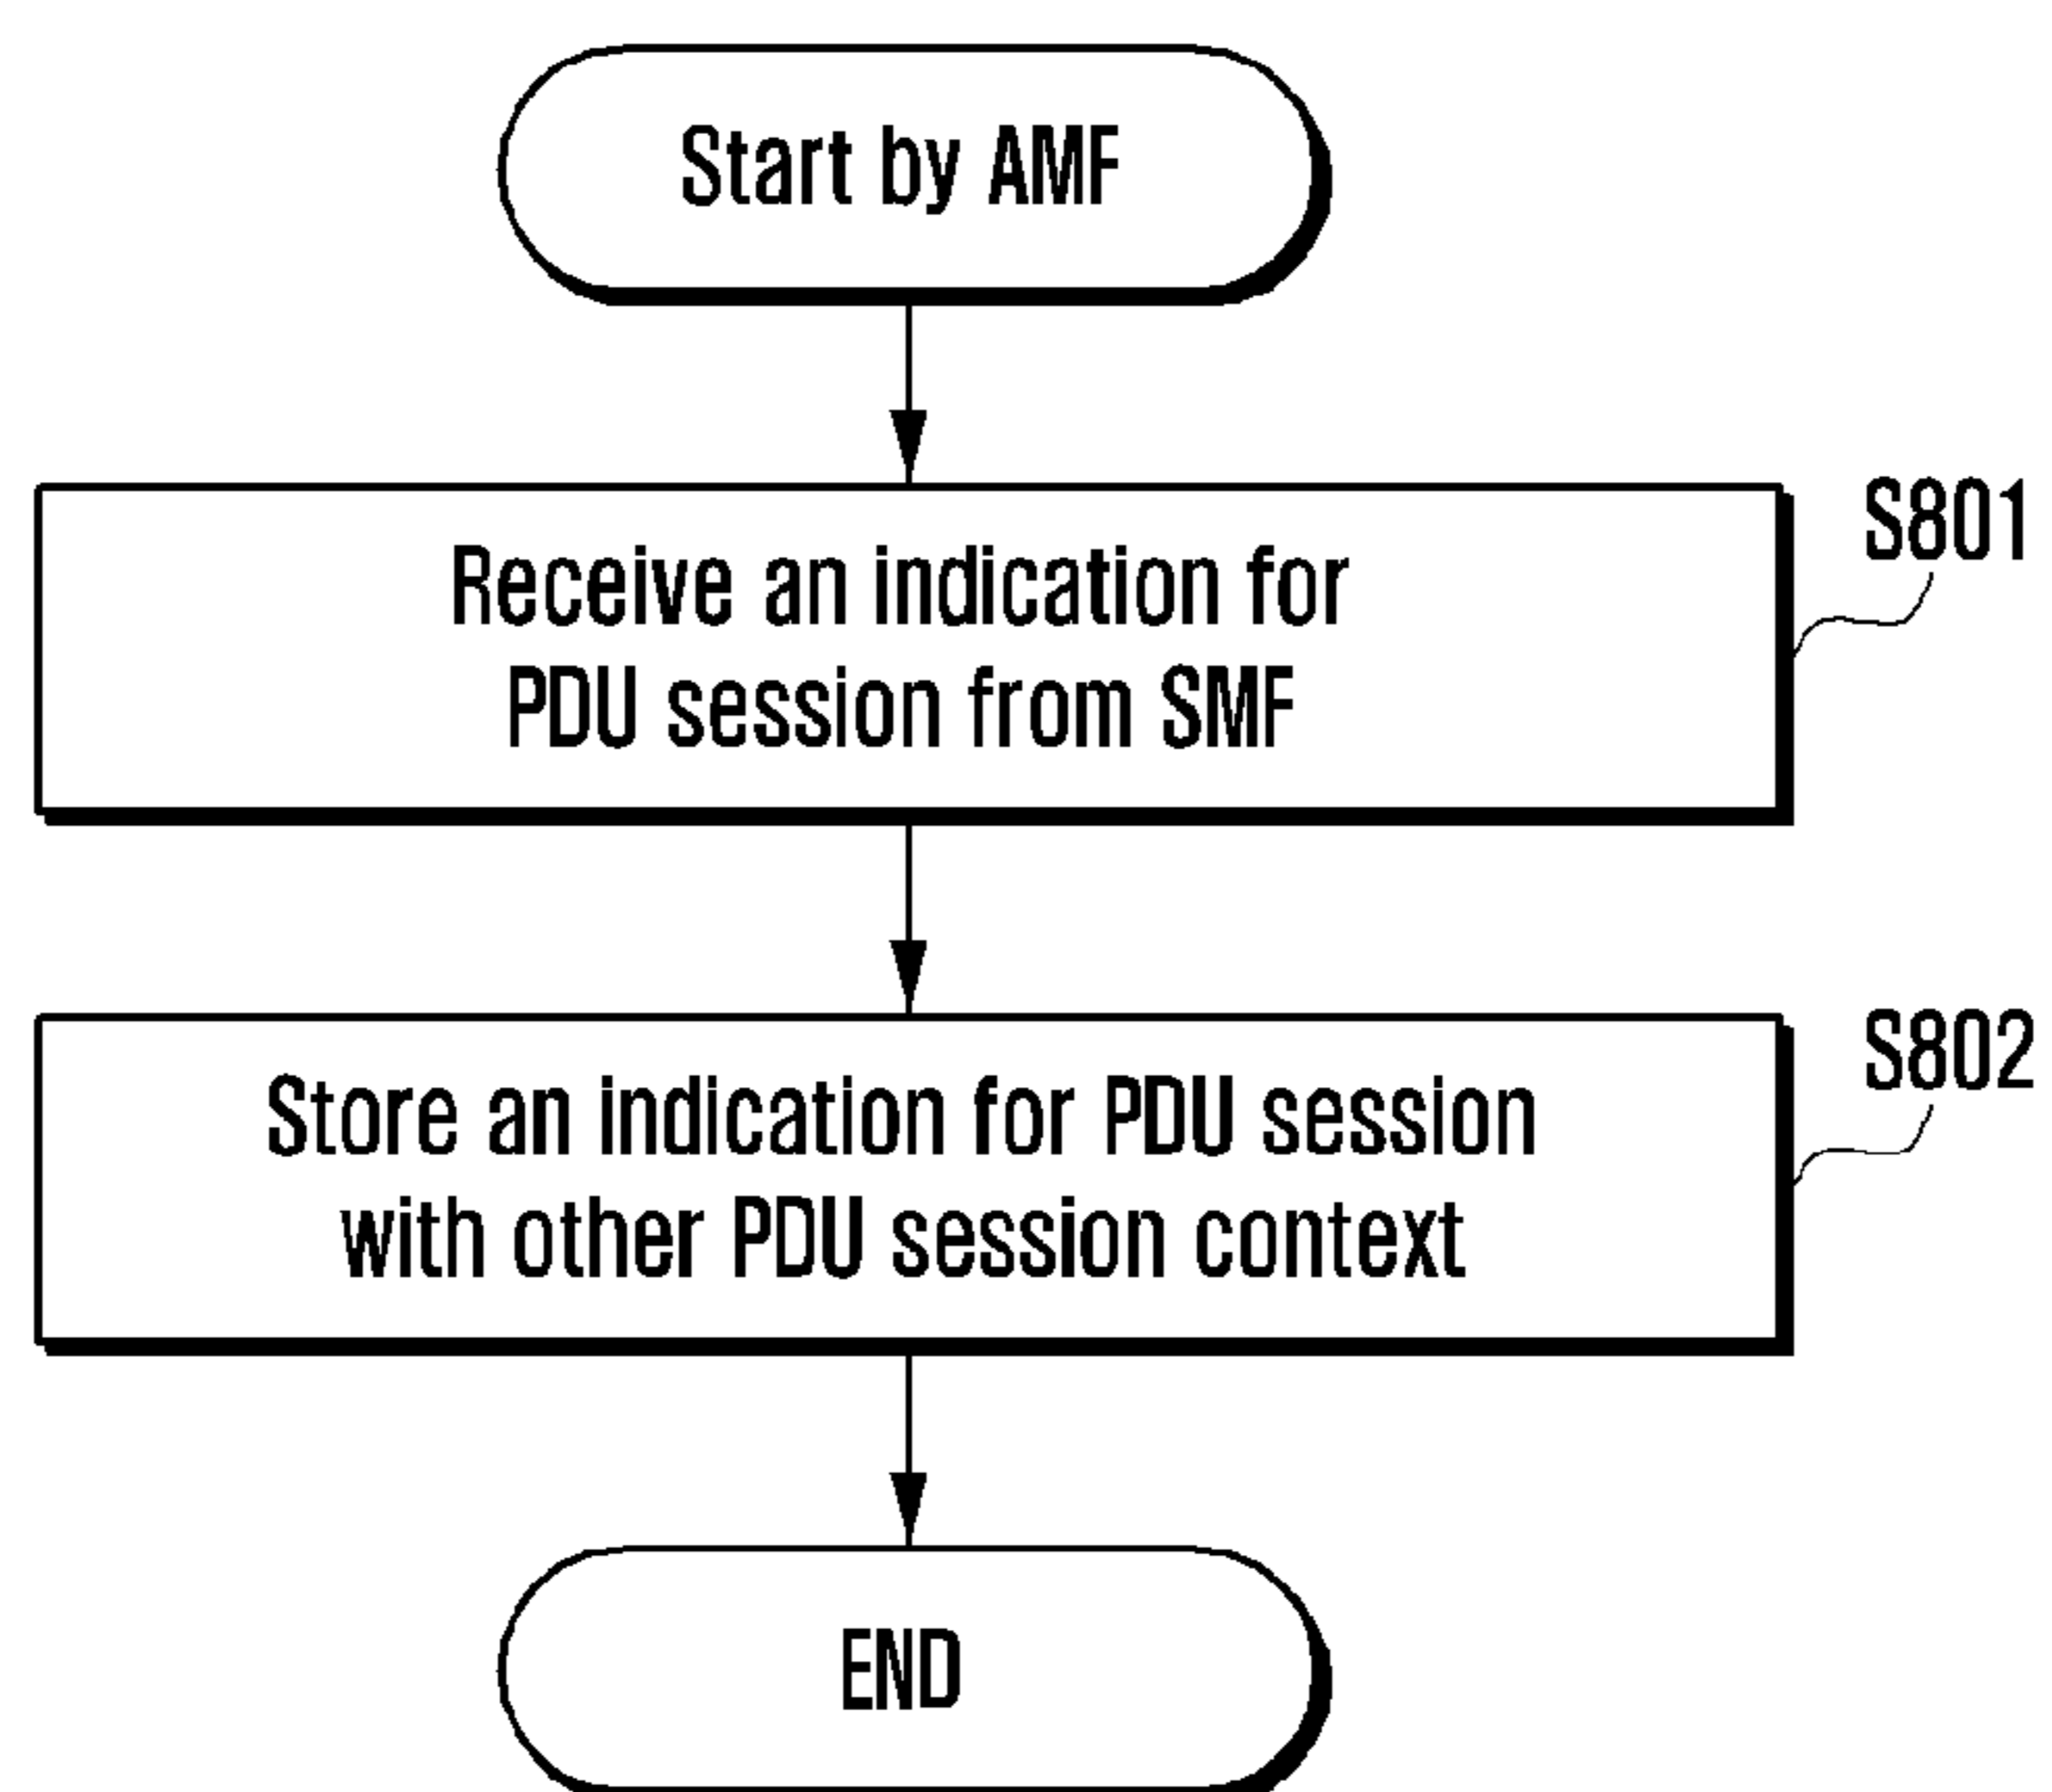 Start by AMF
Receive an indication for
PDU session from SMF
S801
Store an indication for PDU session
with other PDU session context
S802
END